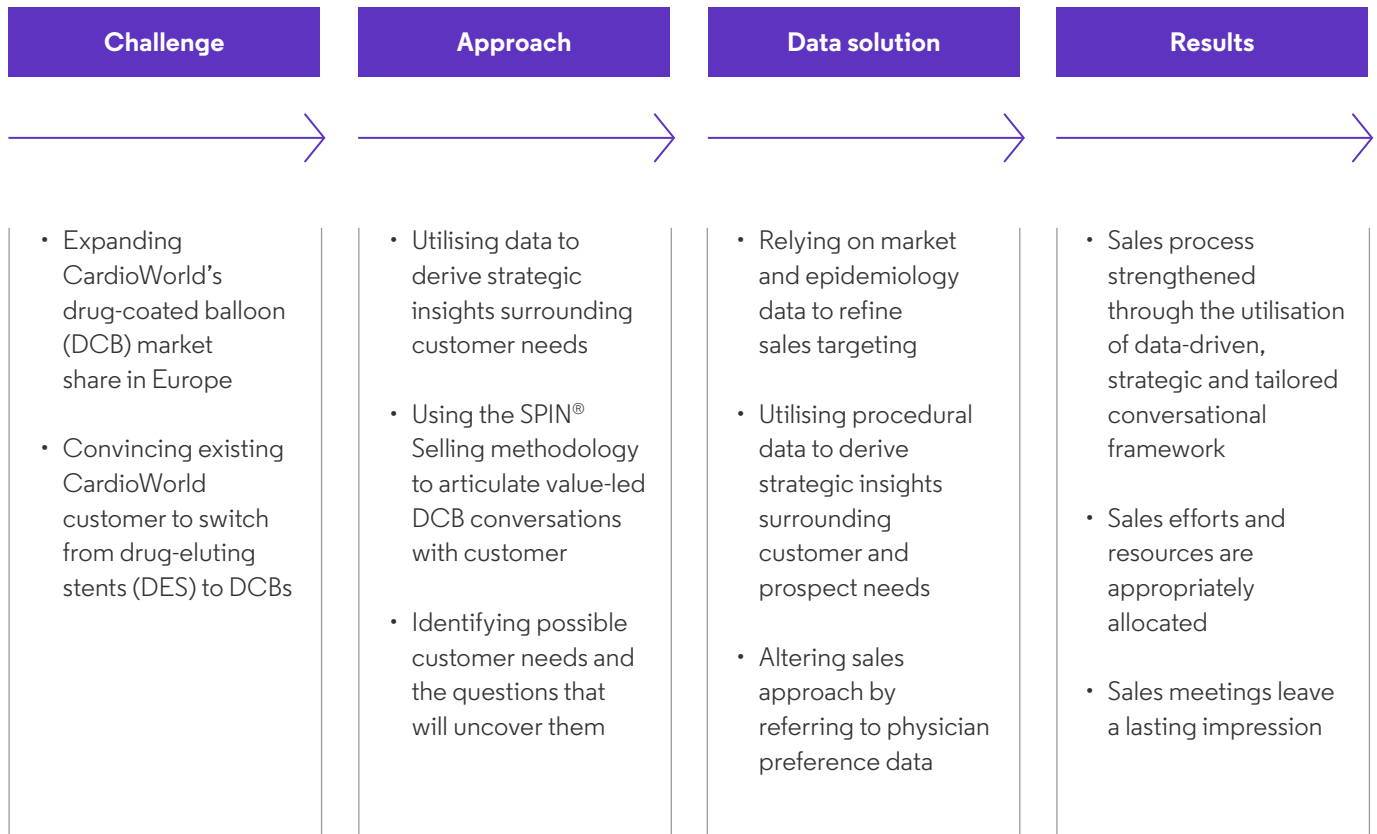 Challenge
• Expanding
CardioWorld's
drug-coated balloon
(DCB) market
share in Europe
• Convincing existing
CardioWorld
customer to switch
from drug-eluting
stents (DES) to DCBs
Approach
• Utilising data to
derive strategic
insights surrounding
customer needs
• Using the SPIN®
Selling methodology
to articulate value-led
DCB conversations
with customer
• Identifying possible
customer needs and
the questions that
will uncover them
Data solution
• Relying on market
and epidemiology
data to refine
sales targeting
• Utilising procedural
data to derive
strategic insights
surrounding
customer and
prospect needs
• Altering sales
approach by
referring to physician
preference data
Results
• Sales process
strengthened
through the utilisation
of data-driven,
strategic and tailored
conversational
framework
• Sales efforts and
resources are
appropriately
allocated
• Sales meetings leave
a lasting impression